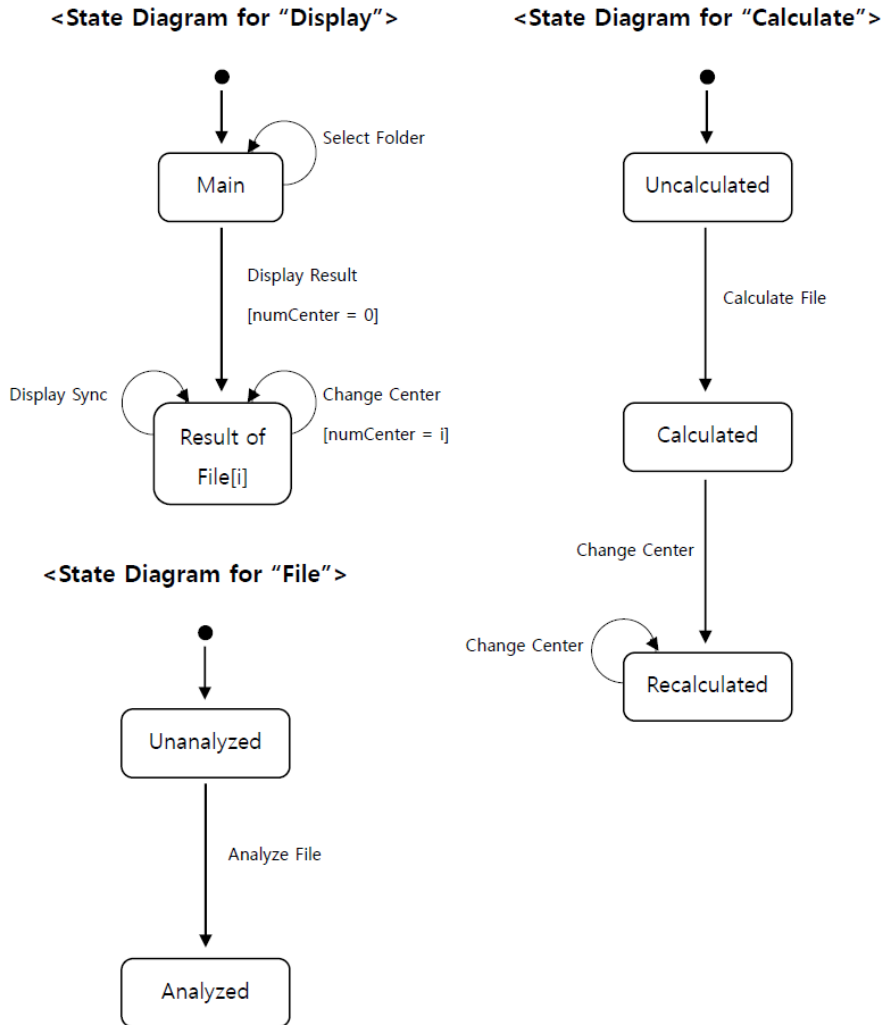 <State Diagram for “Display”>
Select Folder
Main
Display Result
[numCenter = 0]
Display Sync
Change Center
[numCenter = i]
Result of
File[i]
<State Diagram for “File”>
Unanalyzed
Analyze File
Analyzed
<State Diagram for “Calculate”>
Uncalculated
Calculate File
Calculated
Change Center
Change Center
Recalculated